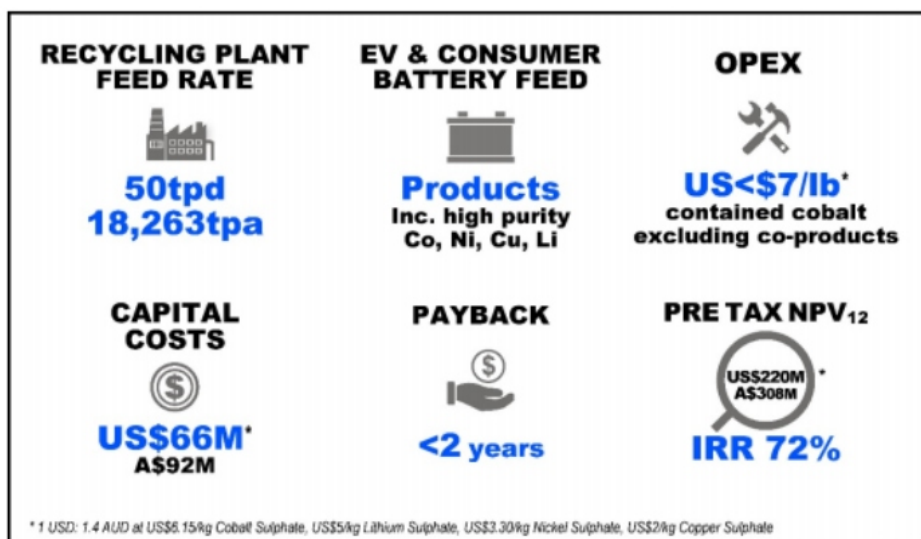 RECYCLING PLANT
FEED RATE
50tpd
18,263tpa
EV & CONSUMER
BATTERY FEED
Products
Inc. high purity
Co, Ni, Cu, Li
OPEX
US<$7/lb*
contained cobalt
excluding co-products
CAPITAL
COSTS
$
US$66M*
A$92M
PAYBACK
$
<2 years
PRE TAX NPV₁₂
US$220M *
A$308M
IRR 72%
* 1 USD: 1.4 AUD at US$6.15/kg Cobalt Sulphate, US$5/kg Lithium Sulphate, US$3.30/kg Nickel Sulphate, US$2/kg Copper Sulphate